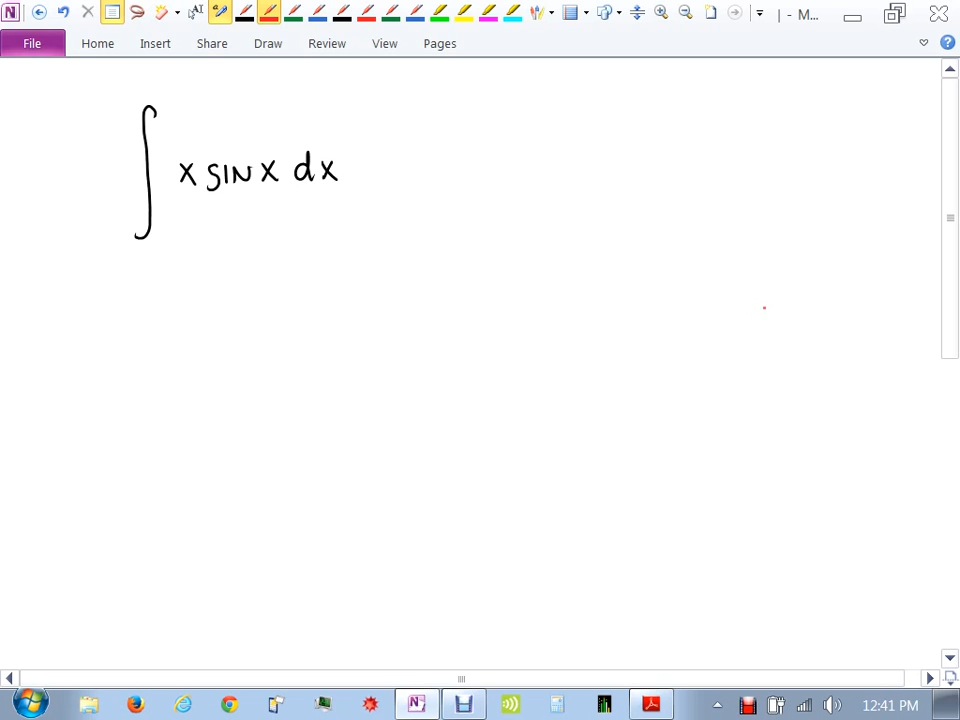 | - M...
File Home Insert Share Draw Review View Pages
∫ x sin x dx
12:41 PM